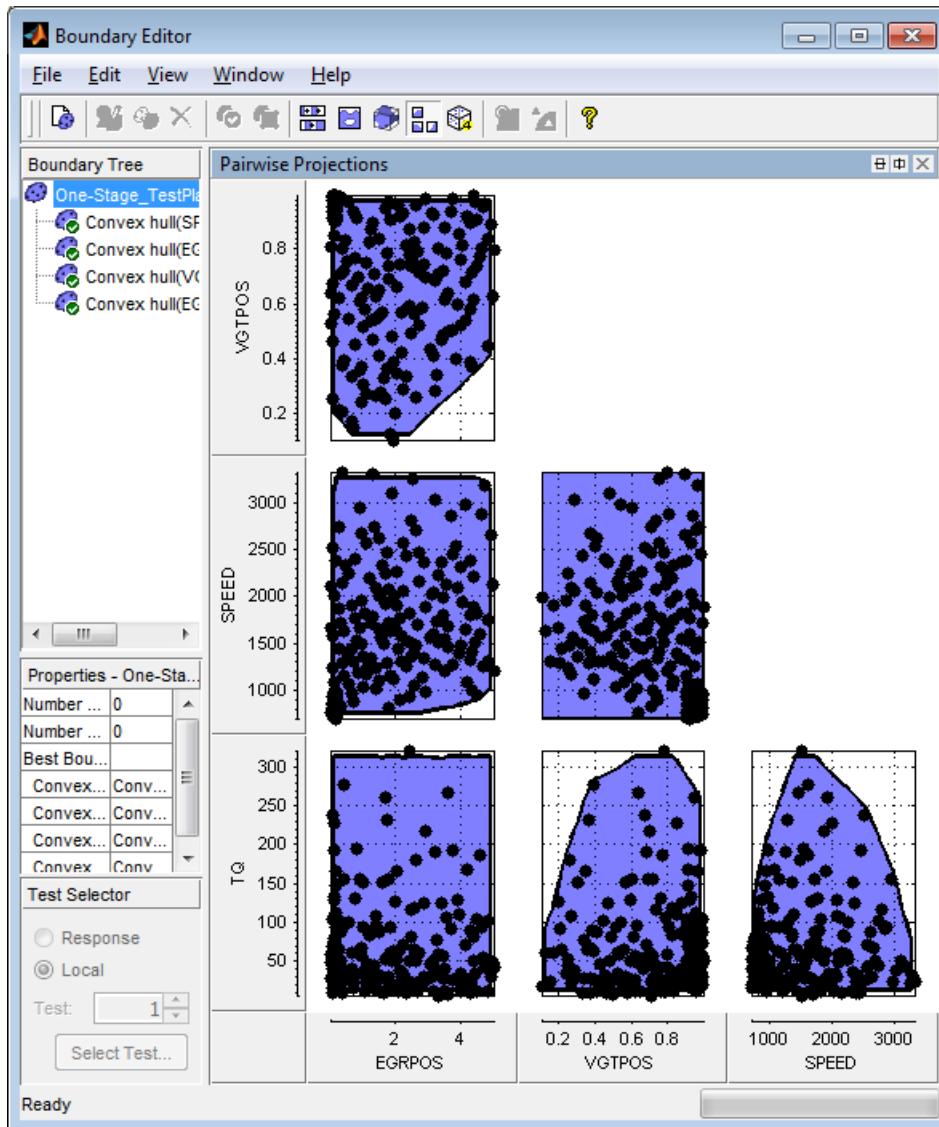 Boundary Editor
File Edit View Window Help
Boundary Tree
Pairwise Projections
One-Stage_TestPla
Convex hull(SF
Convex hull(EG
Convex hull(VG
Convex hull(EG
0.8
0.6
0.4
0.2
VGTPOS
3000
2500
2000
1500
1000
SPEED
Properties - One-Sta...
Number ... 0
Number ... 0
Best Bou...
Convex... Conv...
Convex... Conv...
Convex... Conv...
Convex Conv
300
250
200
150
100
50
TQ
Test Selector
Response
Local
Test: 1
Select Test...
2 4
EGRPOS
0.2 0.4 0.6 0.8
VGTPOS
1000 2000 3000
SPEED
Ready